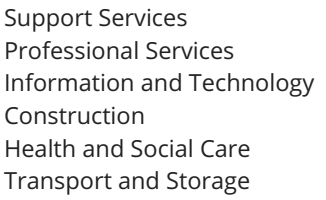 Support Services
Professional Services
Information and Technology
Construction
Health and Social Care
Transport and Storage